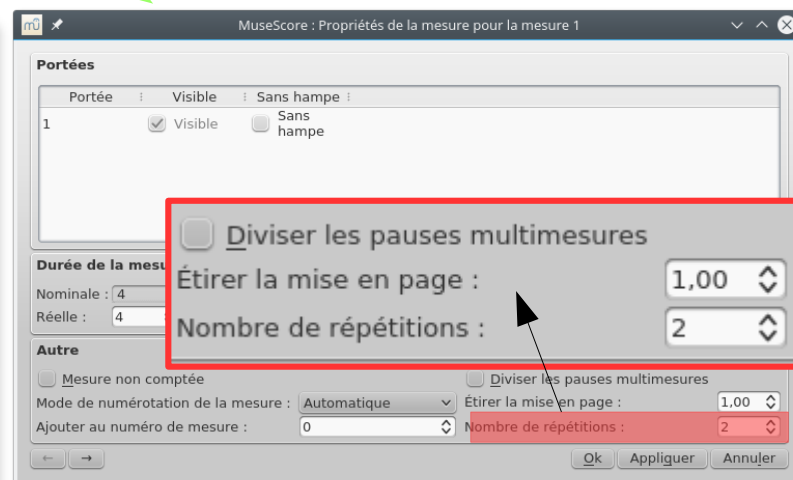 MuseScore : Propriétés de la mesure pour la mesure 1
Portées
Portée Visible Sans hampe
1 Visible Sans hampe
Diviser les pauses multimesures
Étirer la mise en page : 1,00
Nombre de répétitions : 2
Durée de la mesu
Nominale : 4
Réelle : 4
Autre
Mesure non comptée Diviser les pauses multimesures
Mode de numérotation de la mesure : Automatique Étirer la mise en page : 1,00
Ajouter au numéro de mesure : 0 Nombre de répétitions : 2
Ok Appliquer Annuler